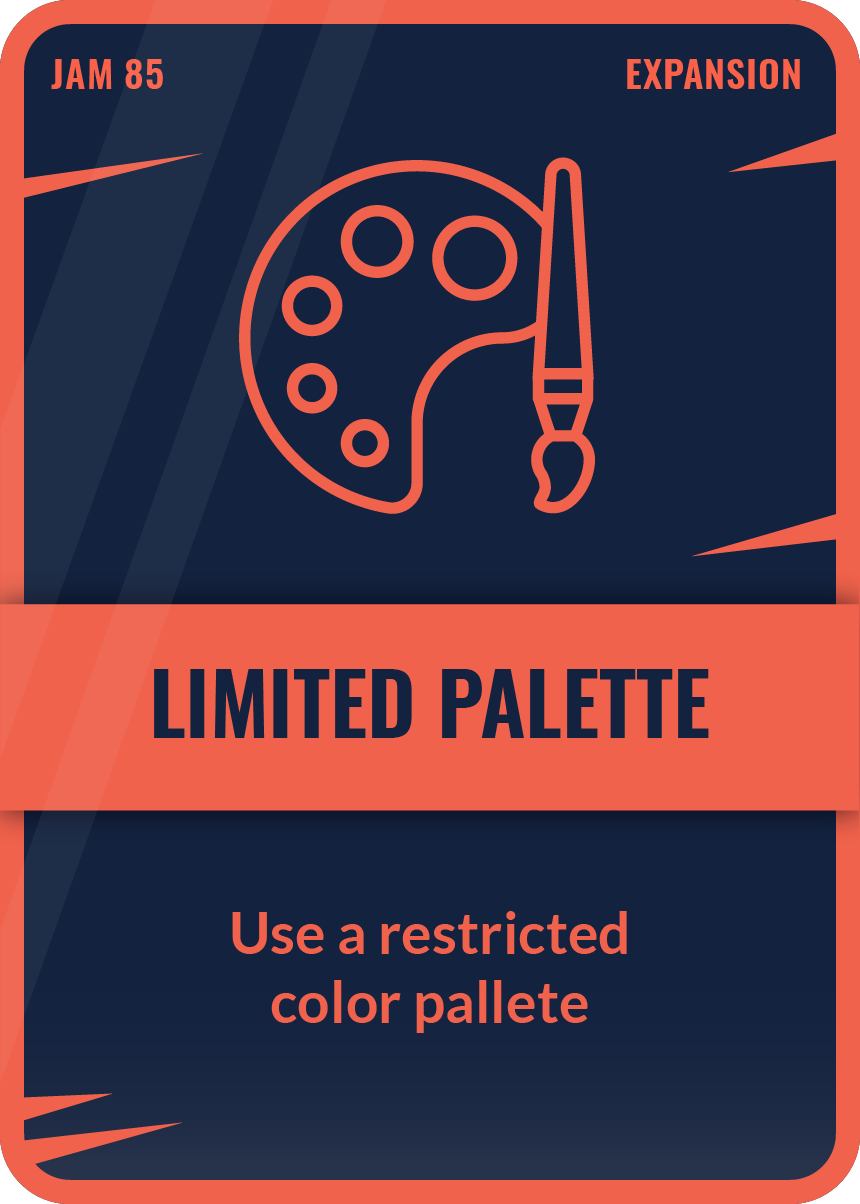 JAM 85
EXPANSION
LIMITED PALETTE
Use a restricted
color pallete